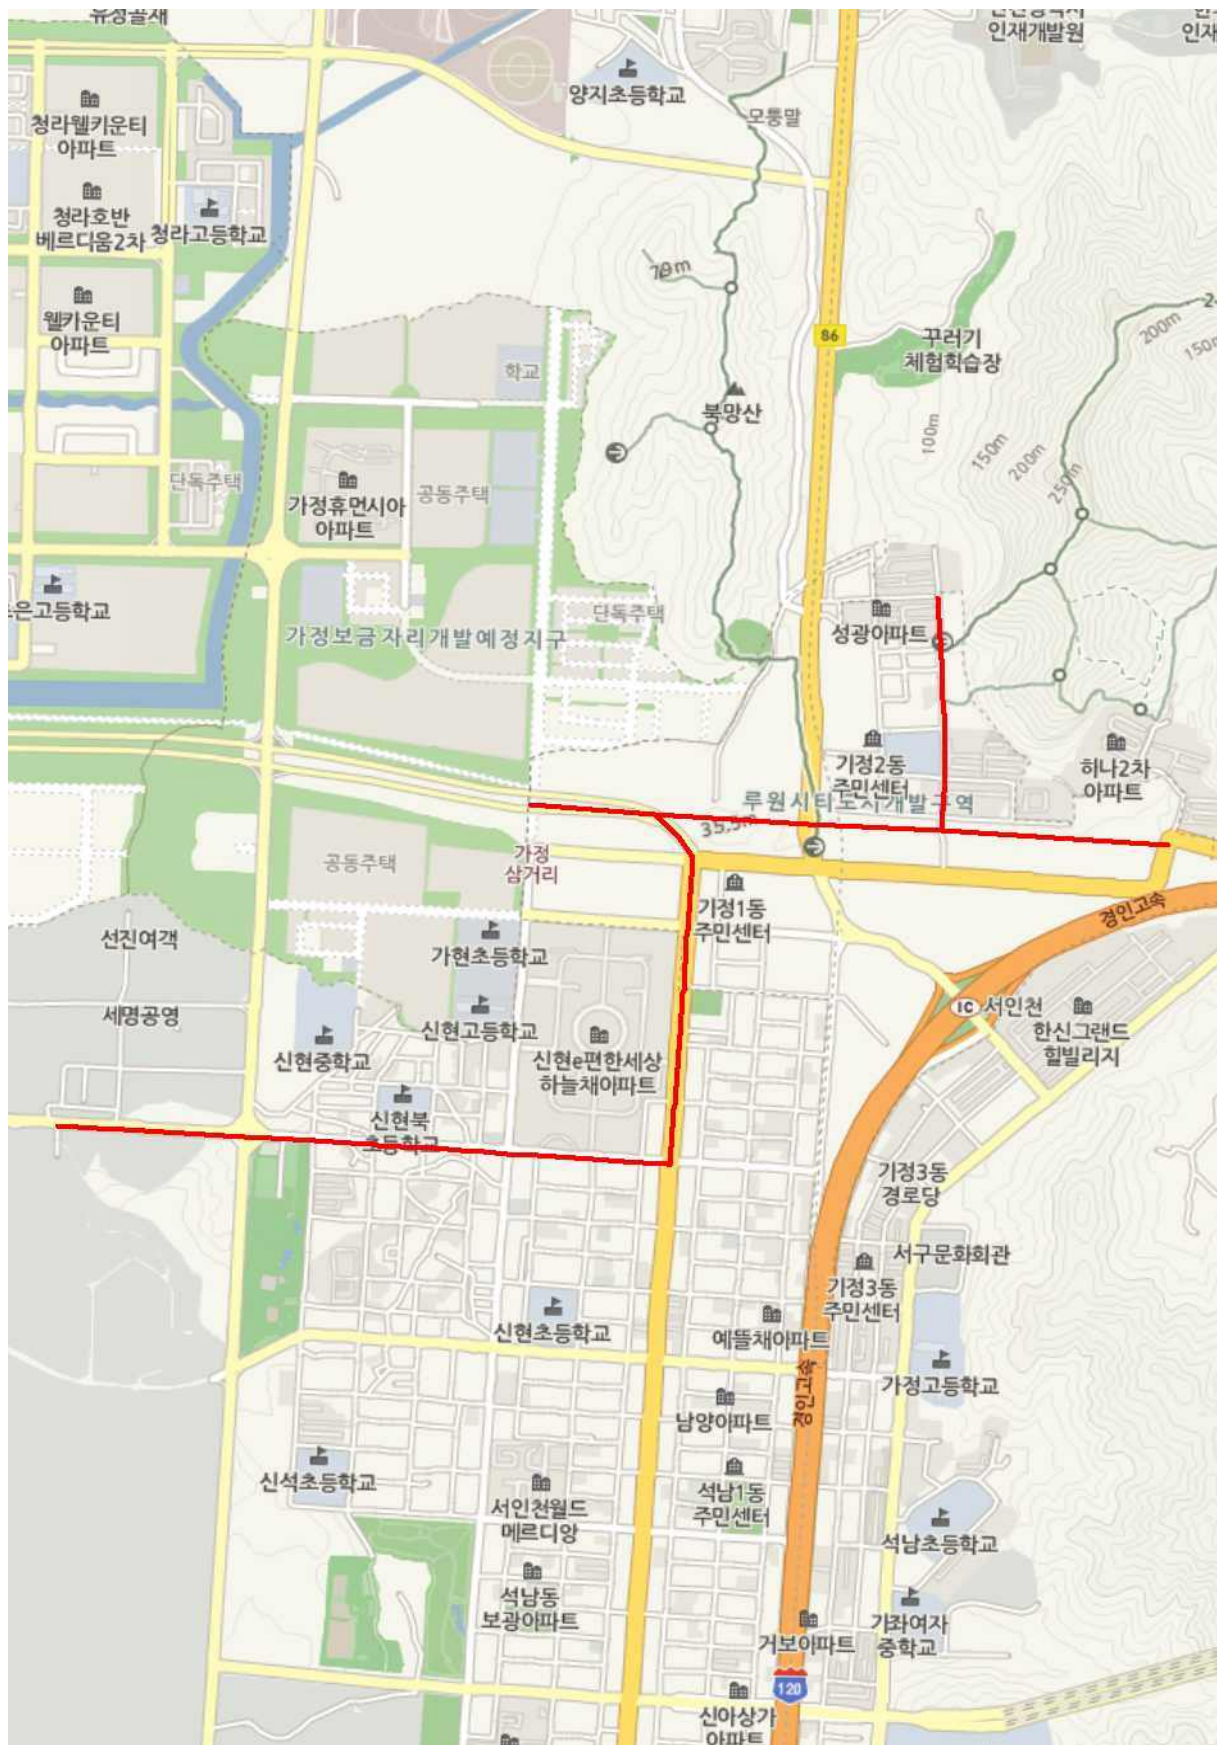 인재개발원
양지초등학교
모퉁말
청라웰카운티
아파트
청라호반
베르디움2차
청라고등학교
79m
웰카운티
아파트
86
꾸러기
체험학습장
200m
학교
북망산
100m
150m
200m
250m
단독주택
가정휴먼시아
아파트
공동주택
은고등학교
성광아파트
단독주택
가정보금자리개발예정지구
가정2동
주민센터
하나2차
아파트
루원시티도시개발구역
35.5m
가정
삼거리
공동주택
가정1동
주민센터
경인고속
선진여객
가현초등학교
세명공영
신현고등학교
IC 서인천
한신그랜드
힐빌리지
신현중학교
신현e편한세상
하늘채아파트
신현북
초등학교
가정3동
경로당
서구문화회관
가정3동
주민센터
신현초등학교
예뜰채아파트
경인고속
가정고등학교
남양아파트
신석초등학교
서인천월드
메르디앙
석남1동
주민센터
석남초등학교
석남동
보광아파트
거보아파트
가좌여자
중학교
120
신아상가
아파트